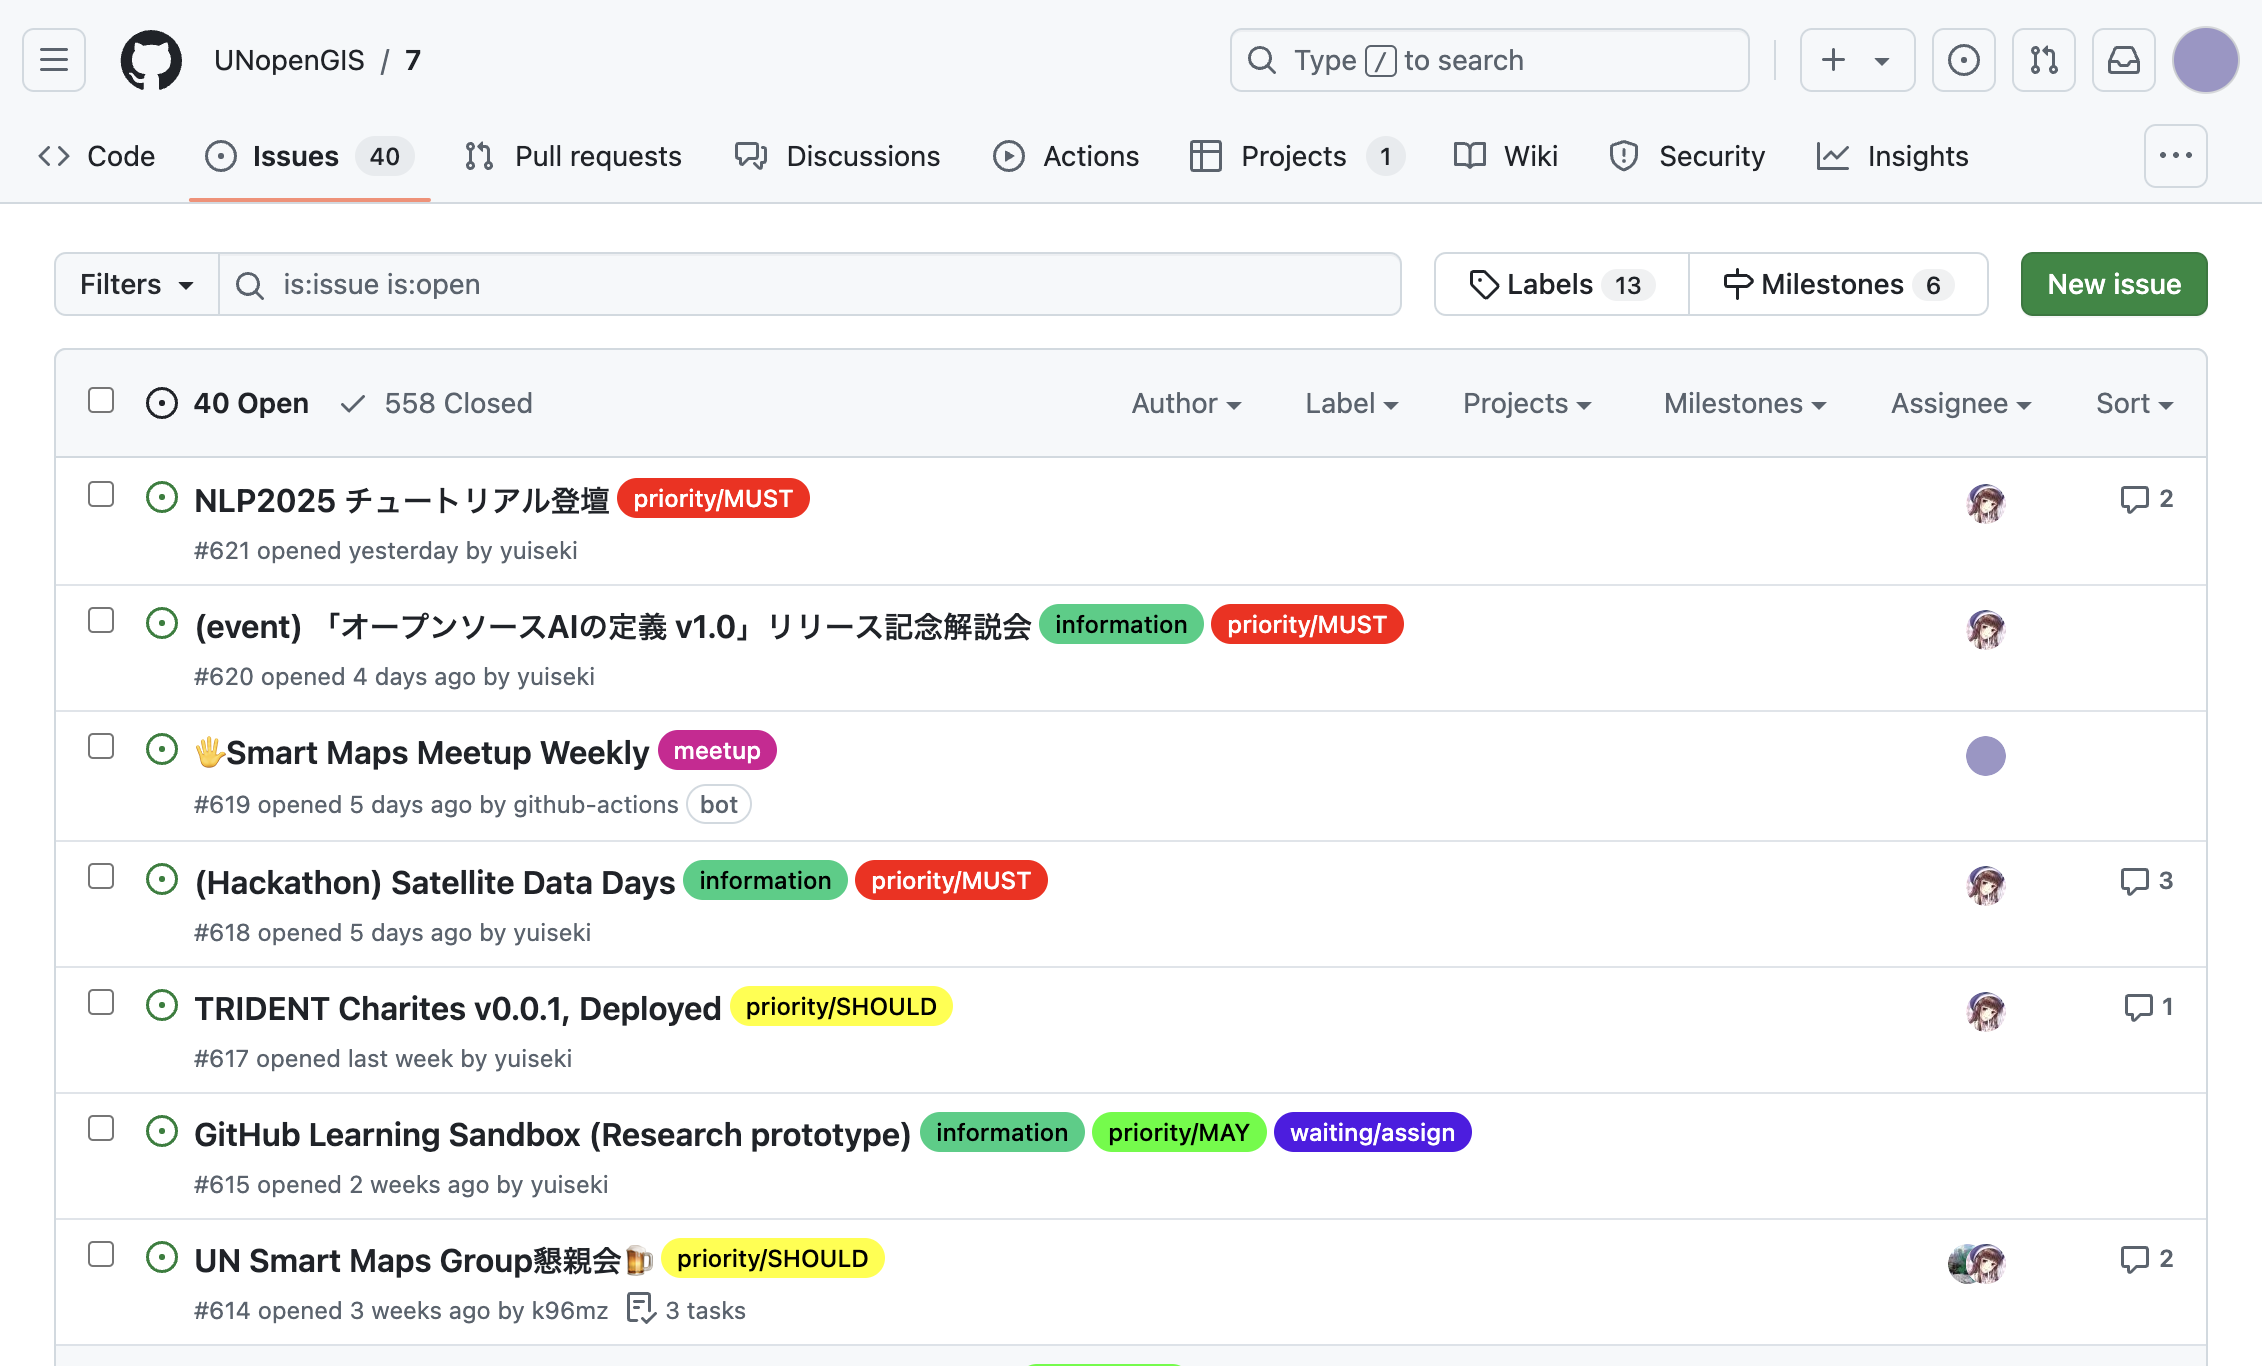 UNopenGIS / 7
Type / to search
Code Issues 40 Pull requests Discussions Actions Projects 1 Wiki Security Insights
Filters is:issue is:open Labels 13 Milestones 6 New issue
40 Open 558 Closed Author Label Projects Milestones Assignee Sort
NLP2025 チュートリアル登壇 priority/MUST 2
#621 opened yesterday by yuiseki
(event) 「オープンソースAIの定義 v1.0」リリース記念解説会 information priority/MUST
#620 opened 4 days ago by yuiseki
🖐Smart Maps Meetup Weekly meetup
#619 opened 5 days ago by github-actions bot
(Hackathon) Satellite Data Days information priority/MUST 3
#618 opened 5 days ago by yuiseki
TRIDENT Charites v0.0.1, Deployed priority/SHOULD 1
#617 opened last week by yuiseki
GitHub Learning Sandbox (Research prototype) information priority/MAY waiting/assign
#615 opened 2 weeks ago by yuiseki
UN Smart Maps Group懇親会🍺 priority/SHOULD 2
#614 opened 3 weeks ago by k96mz 3 tasks